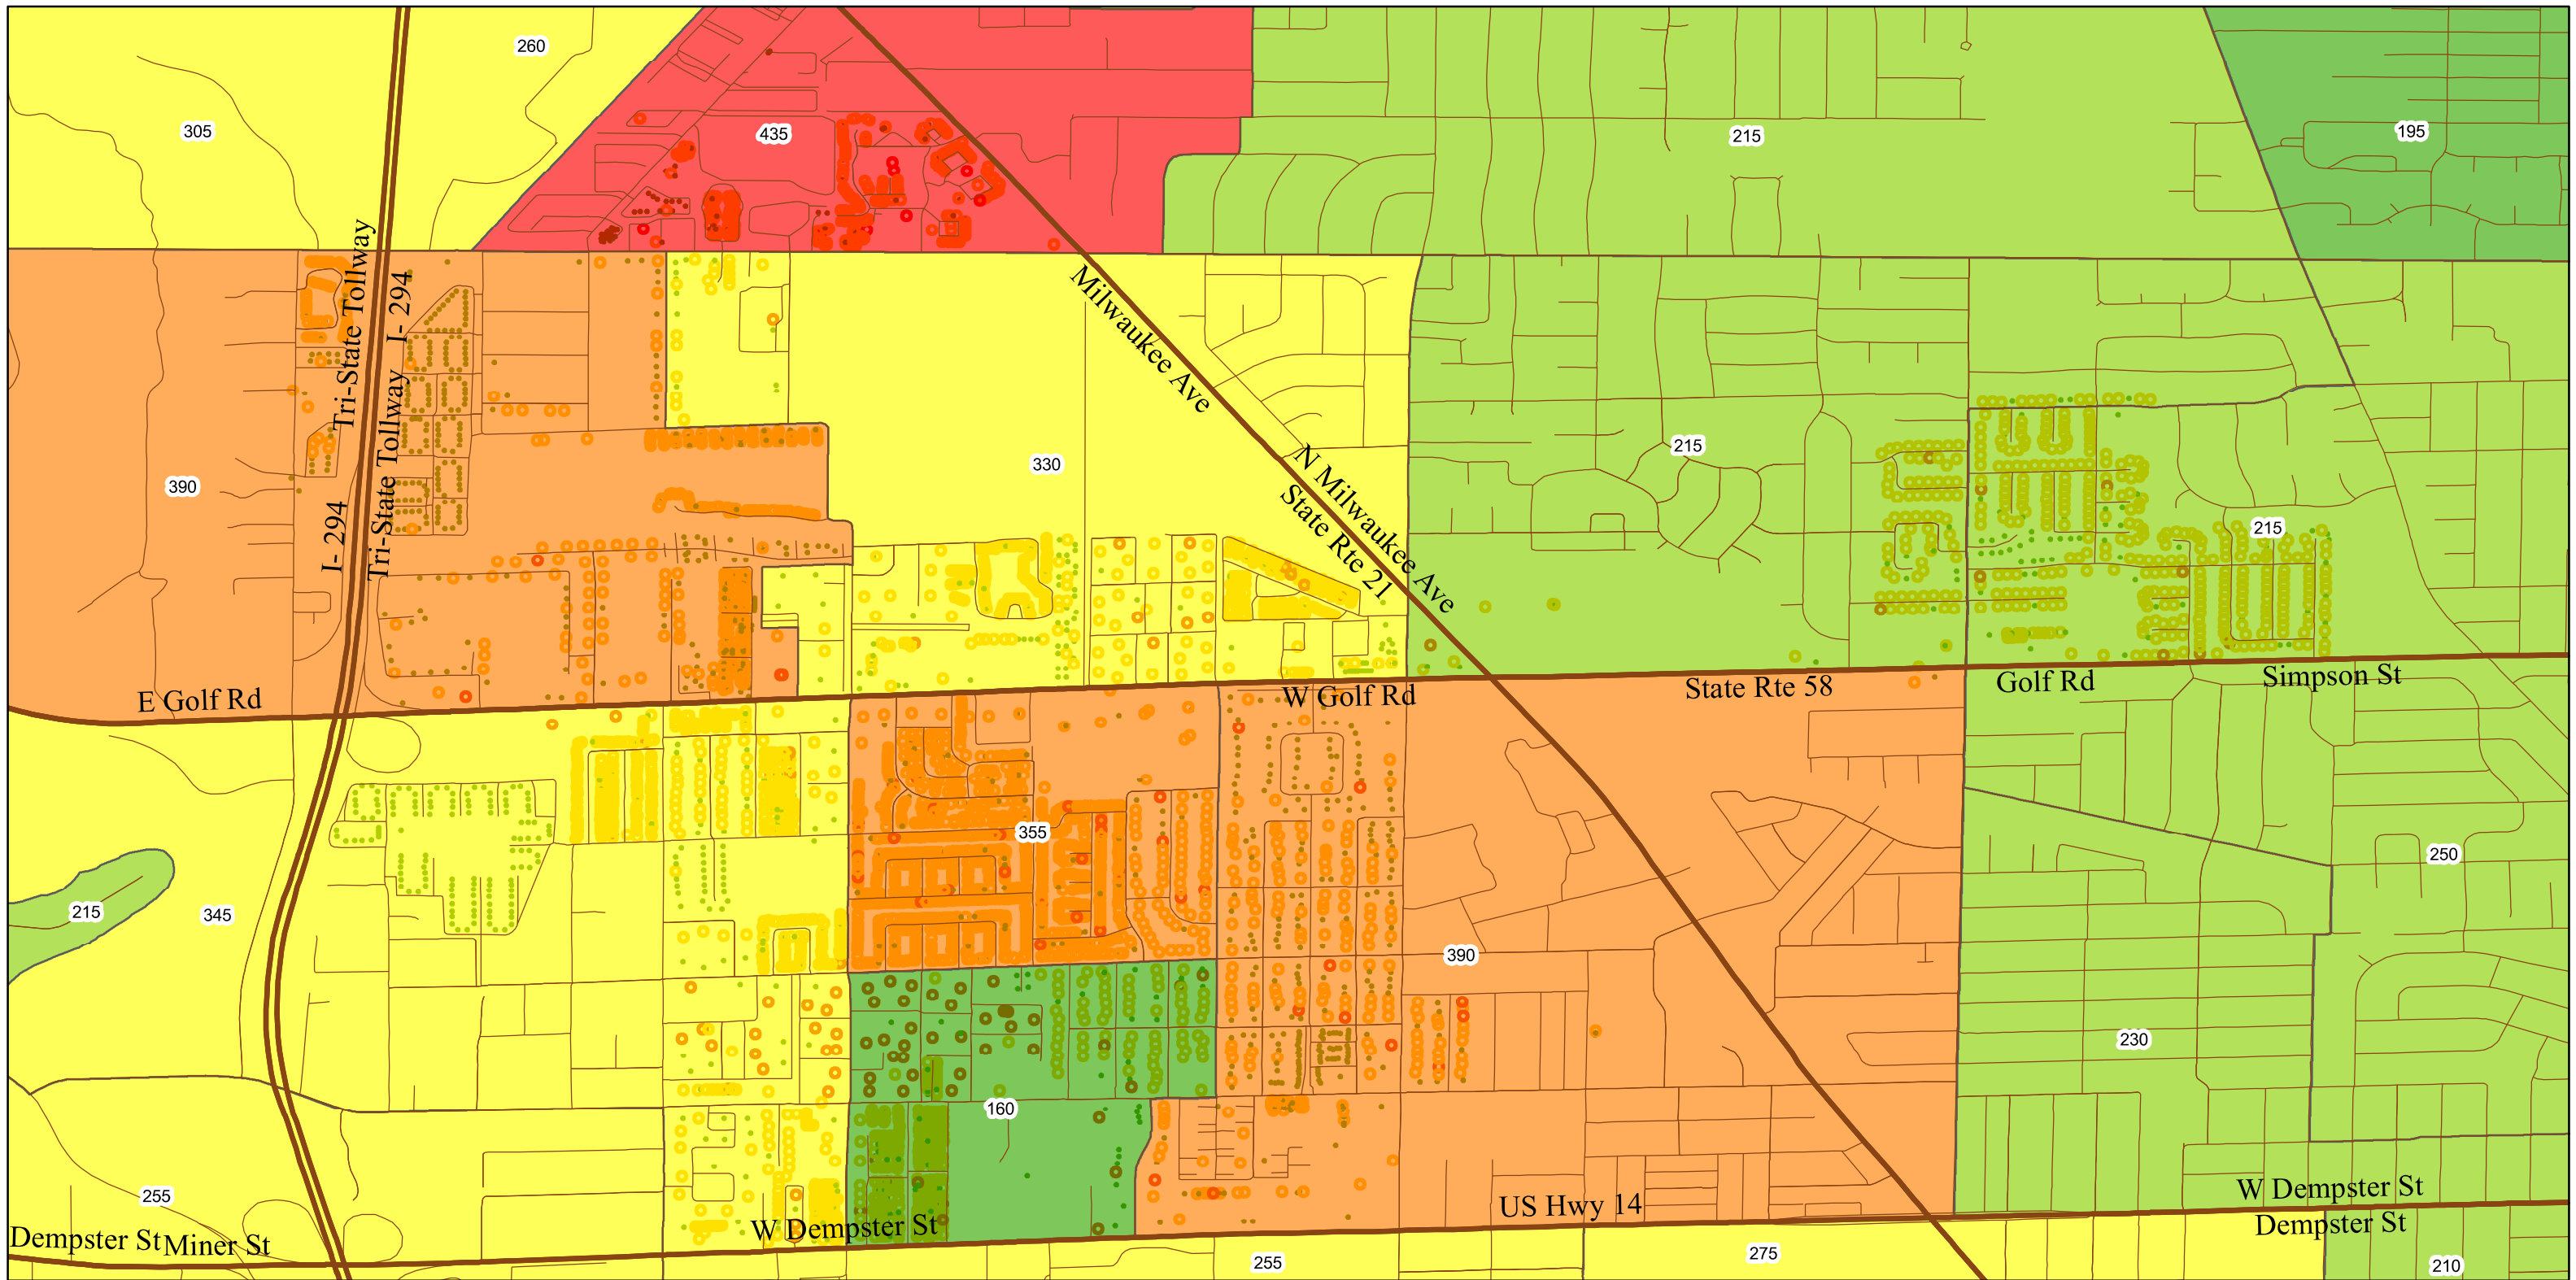 260
305
435
215
195
Tri-State Tollway
I- 294
Milwaukee Ave
390
330
215
Tri-State Tollway
N Milwaukee Ave
State Rte 21
I- 294
215
E Golf Rd
W Golf Rd
State Rte 58
Golf Rd
Simpson St
355
250
215
345
390
230
160
255
US Hwy 14
W Dempster St
Dempster St
Miner St
W Dempster St
Dempster St
255
275
210